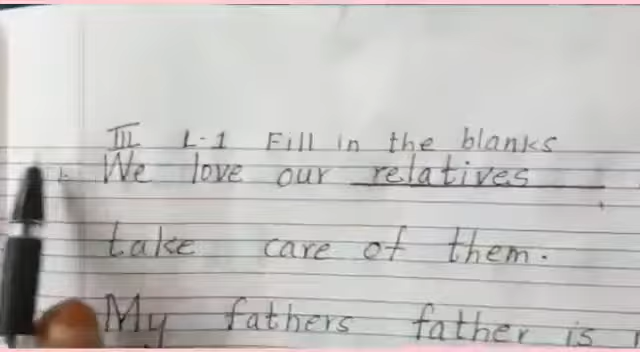 III L-1 Fill in the blanks
We love our relatives
take care of them.
My fathers father is